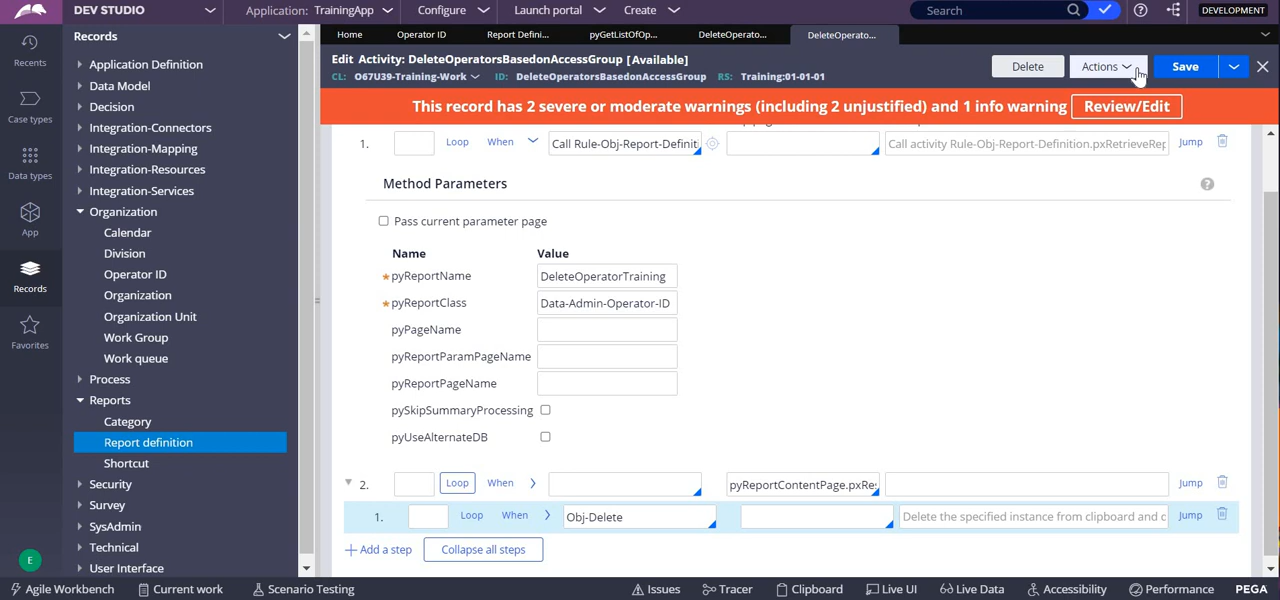 DEV STUDIO
Application: TrainingApp
Configure
Launch portal
Create
Search
DEVELOPMENT
Recents
Case types
Data types
App
Records
Favorites
E
Records
Application Definition
Data Model
Decision
Integration-Connectors
Integration-Mapping
Integration-Resources
Integration-Services
Organization
Calendar
Division
Operator ID
Organization
Organization Unit
Work Group
Work queue
Process
Reports
Category
Report definition
Shortcut
Security
Survey
SysAdmin
Technical
User Interface
Home
Operator ID
Report Defini...
pyGetListOfOp...
DeleteOperato...
DeleteOperato...
Edit Activity: DeleteOperatorsBasedonAccessGroup [Available]
CL: O67U39-Training-Work ID: DeleteOperatorsBasedonAccessGroup RS: Training:01-01-01
Delete
Actions
Save
This record has 2 severe or moderate warnings (including 2 unjustified) and 1 info warning Review/Edit
1. Loop When Call Rule-Obj-Report-Definiti Call activity Rule-Obj-Report-Definition.pxRetrieveRep Jump
Method Parameters
Pass current parameter page
Name Value
pyReportName DeleteOperatorTraining
pyReportClass Data-Admin-Operator-ID
pyPageName
pyReportParamPageName
pyReportPageName
pySkipSummaryProcessing
pyUseAlternateDB
2. Loop When pyReportContentPage.pxRes Jump
1. Loop When Obj-Delete Delete the specified instance from clipboard and d Jump
Add a step Collapse all steps
Agile Workbench
Current work
Scenario Testing
Issues
Tracer
Clipboard
Live UI
Live Data
Accessibility
Performance
PEGA